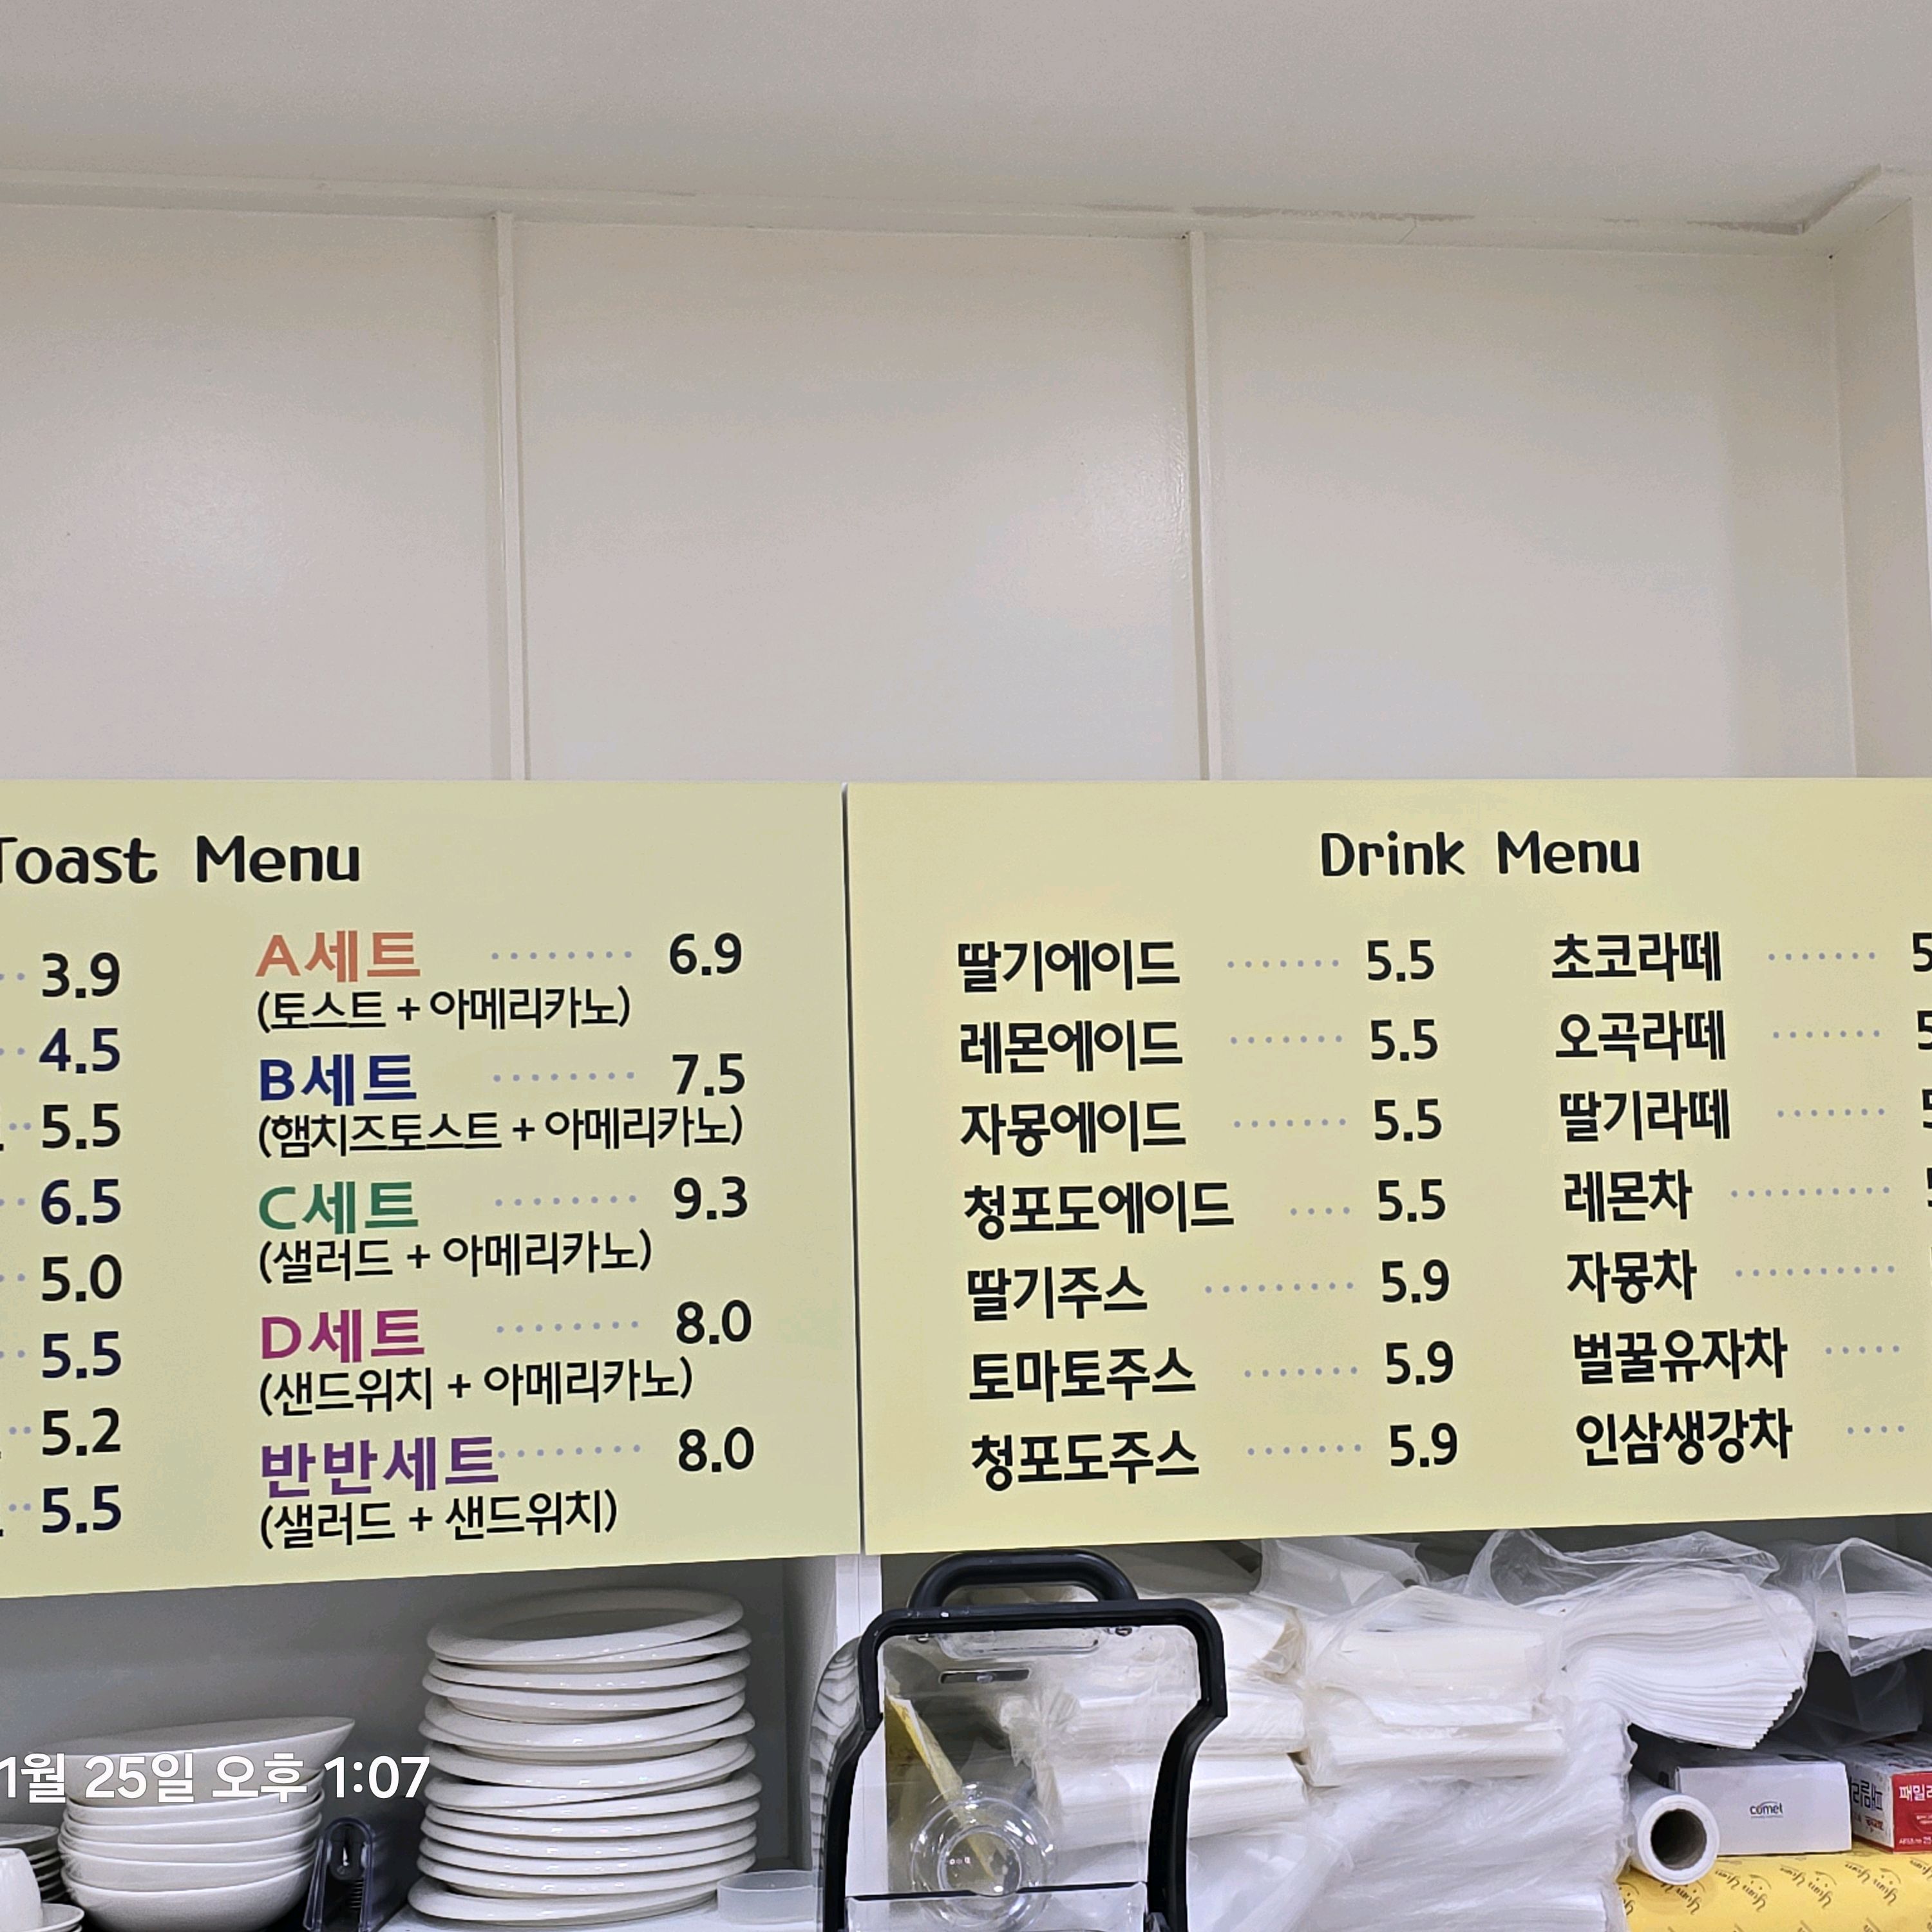 Toast Menu
3.9
4.5
5.5
6.5
5.0
5.5
5.2
5.5
A세트 ········ 6.9
(토스트 + 아메리카노)
B세트 ········ 7.5
(햄치즈토스트 + 아메리카노)
C세트 ········ 9.3
(샐러드 + 아메리카노)
D세트 ········ 8.0
(샌드위치 + 아메리카노)
반반세트 ········ 8.0
(샐러드 + 샌드위치)
Drink Menu
딸기에이드 ······· 5.5
레몬에이드 ······· 5.5
자몽에이드 ······· 5.5
청포도에이드 ···· 5.5
딸기주스 ········· 5.9
토마토주스 ······· 5.9
청포도주스 ······· 5.9
초코라떼
오곡라떼
딸기라떼
레몬차
자몽차
벌꿀유자차
인삼생강차
1월 25일 오후 1:07
comet